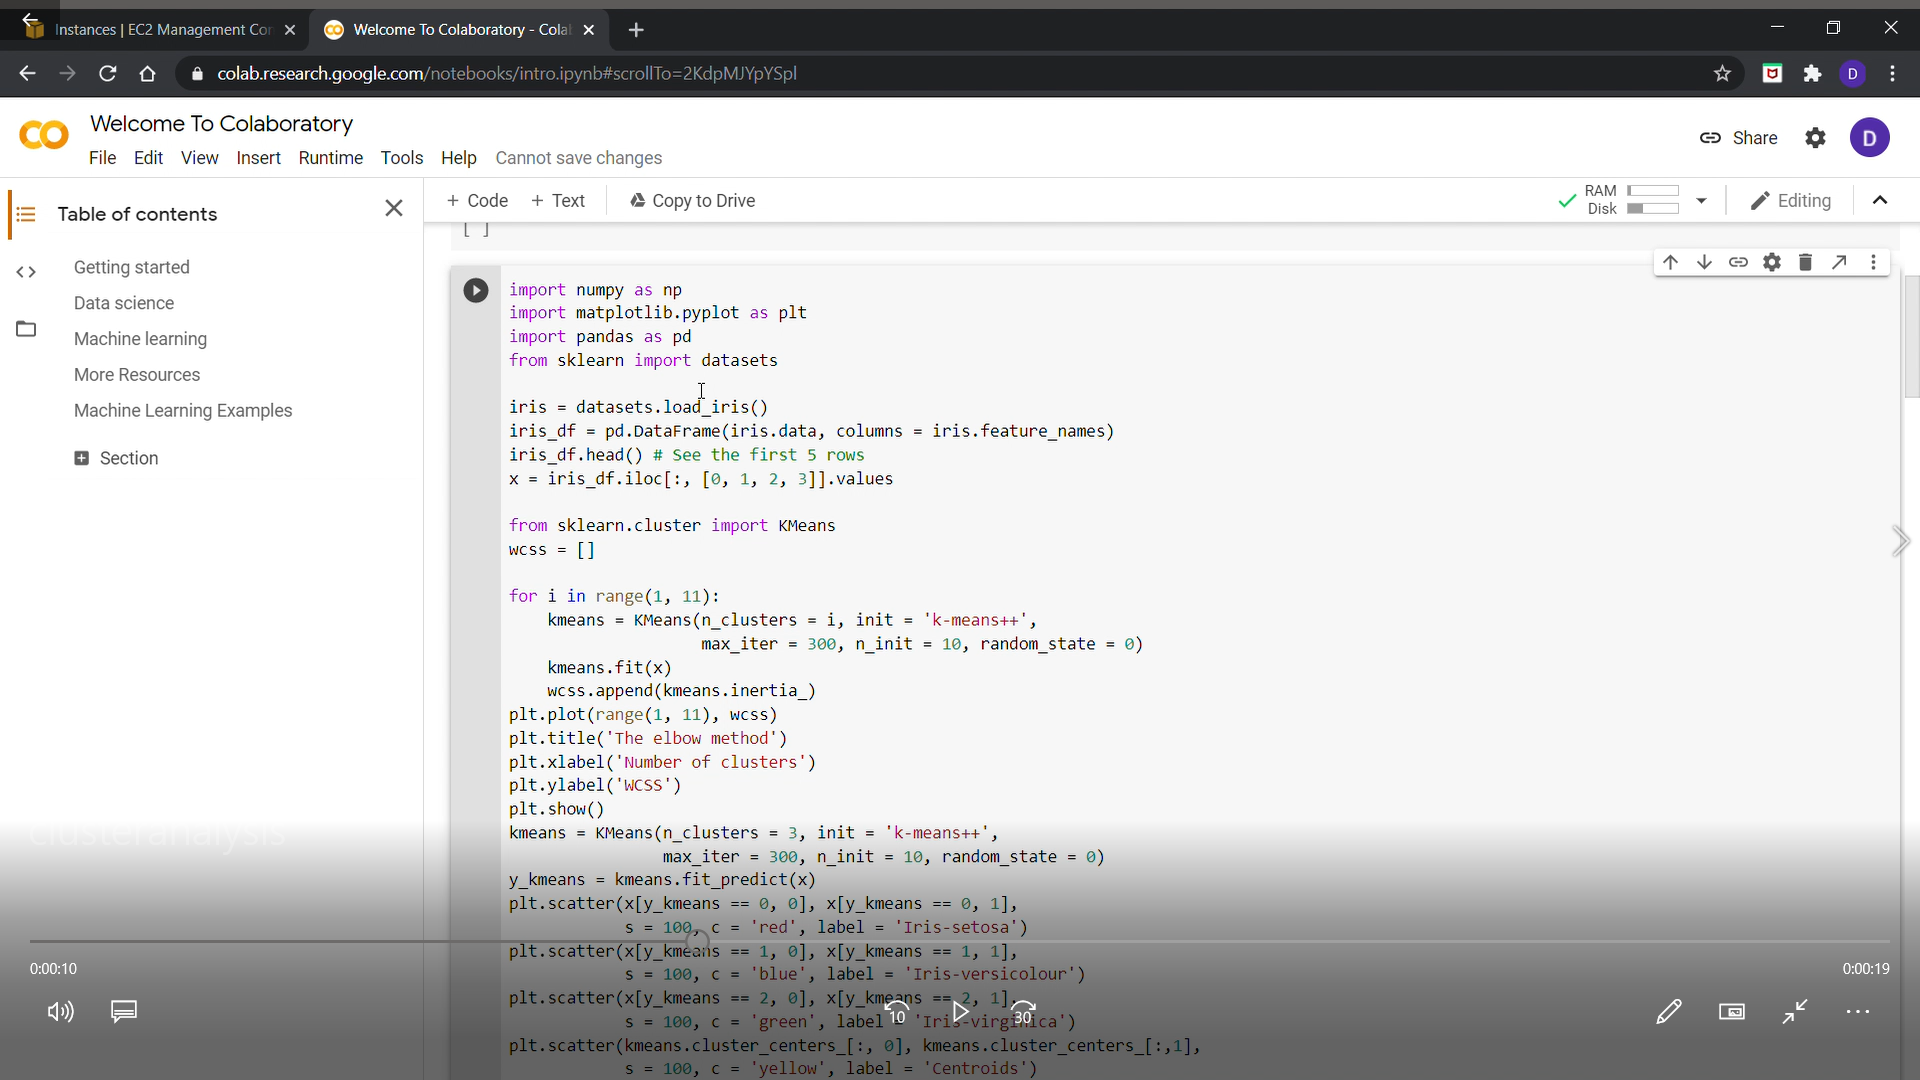 Instances | EC2 Management Con
Welcome To Colaboratory - Colab
colab.research.google.com/notebooks/intro.ipynb#scrollTo=2KdpMJYpYSpl
D
Welcome To Colaboratory
File Edit View Insert Runtime Tools Help Cannot save changes
Share
D
Table of contents
Getting started
Data science
Machine learning
More Resources
Machine Learning Examples
Section
+ Code + Text Copy to Drive
RAM
Disk
Editing
[ ]
import numpy as np
import matplotlib.pyplot as plt
import pandas as pd
from sklearn import datasets
iris = datasets.load_iris()
iris_df = pd.DataFrame(iris.data, columns = iris.feature_names)
iris_df.head() # See the first 5 rows
x = iris_df.iloc[:, [0, 1, 2, 3]].values
from sklearn.cluster import KMeans
wcss = []
for i in range(1, 11):
    kmeans = KMeans(n_clusters = i, init = 'k-means++',
                    max_iter = 300, n_init = 10, random_state = 0)
    kmeans.fit(x)
    wcss.append(kmeans.inertia_)
plt.plot(range(1, 11), wcss)
plt.title('The elbow method')
plt.xlabel('Number of clusters')
plt.ylabel('WCSS')
plt.show()
kmeans = KMeans(n_clusters = 3, init = 'k-means++',
                max_iter = 300, n_init = 10, random_state = 0)
y_kmeans = kmeans.fit_predict(x)
plt.scatter(x[y_kmeans == 0, 0], x[y_kmeans == 0, 1],
            s = 100, c = 'red', label = 'Iris-setosa')
plt.scatter(x[y_kmeans == 1, 0], x[y_kmeans == 1, 1],
            s = 100, c = 'blue', label = 'Iris-versicolour')
plt.scatter(x[y_kmeans == 2, 0], x[y_kmeans == 2, 1],
            s = 100, c = 'green', label = 'Iris-virginica')
plt.scatter(kmeans.cluster_centers_[:, 0], kmeans.cluster_centers_[:,1],
            s = 100, c = 'yellow', label = 'Centroids')
clusteranalysis
0:00:10
0:00:19
10
30